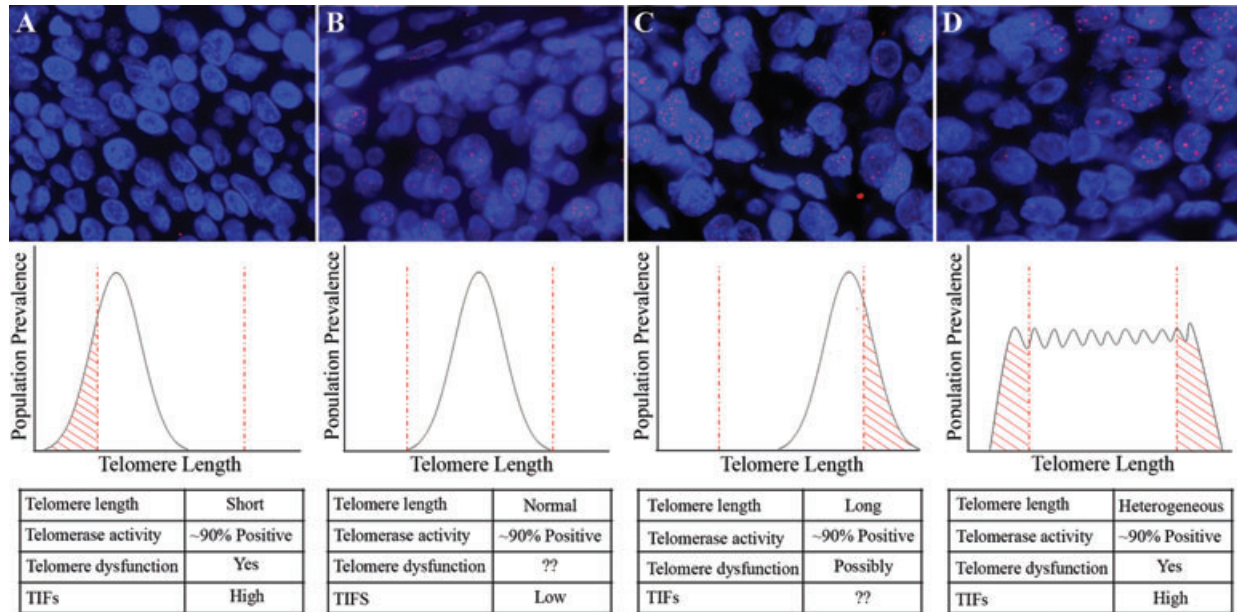 A
B
C
D
Population Prevalence
Telomere Length
Population Prevalence
Telomere Length
Population Prevalence
Telomere Length
Population Prevalence
Telomere Length
Telomere length Short
Telomerase activity ~90% Positive
Telomere dysfunction Yes
TIFs High
Telomere length Normal
Telomerase activity ~90% Positive
Telomere dysfunction ??
TIFS Low
Telomere length Long
Telomerase activity ~90% Positive
Telomere dysfunction Possibly
TIFs ??
Telomere length Heterogeneous
Telomerase activity ~90% Positive
Telomere dysfunction Yes
TIFs High